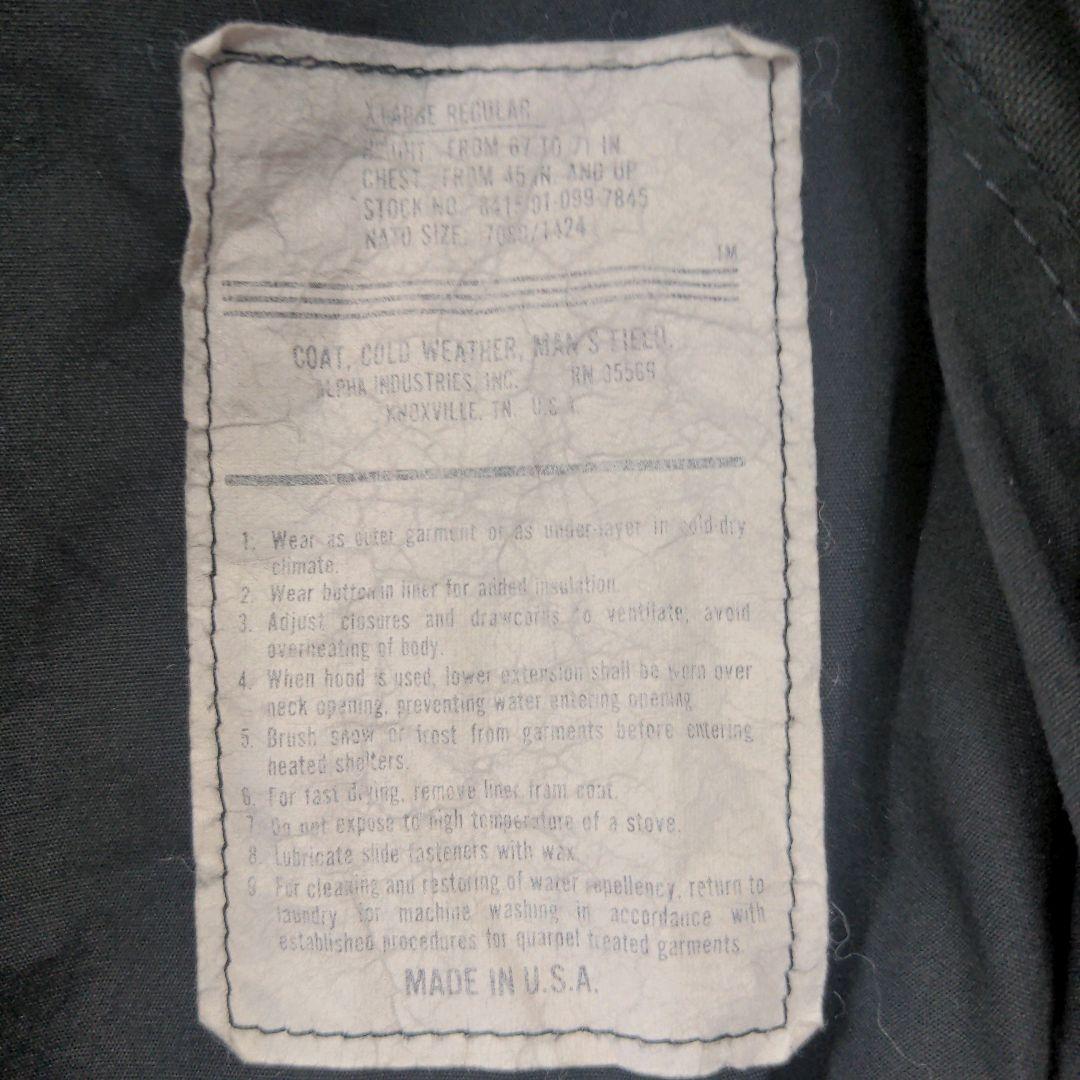 X LARGE REGULAR
HEIGHT FROM 67 TO 71 IN
CHEST FROM 45 IN. AND UP
STOCK NO. 8415-01-099-7845
NATO SIZE: /1424
TM
COAT, COLD WEATHER, MAN'S FIELD.
ALPHA INDUSTRIES, INC. RN 35569
KNOXVILLE, TN. U.S.A.
1. Wear as outer garment or as under-layer in cold-dry
climate.
2. Wear button in liner for added insulation.
3. Adjust closures and drawcords to ventilate, avoid
overheating of body.
4. When hood is used, lower extension shall be worn over
neck opening, preventing water entering opening
5. Brush snow or frost from garments before entering
heated shelters.
6. For fast drying, remove liner from coat.
7. Do not expose to high temperature of a stove.
8. Lubricate slide fasteners with wax
9 For cleaning and restoring of water repellency, return to
laundry for machine washing in accordance with
established procedures for quarpel treated garments.
MADE IN U.S.A.